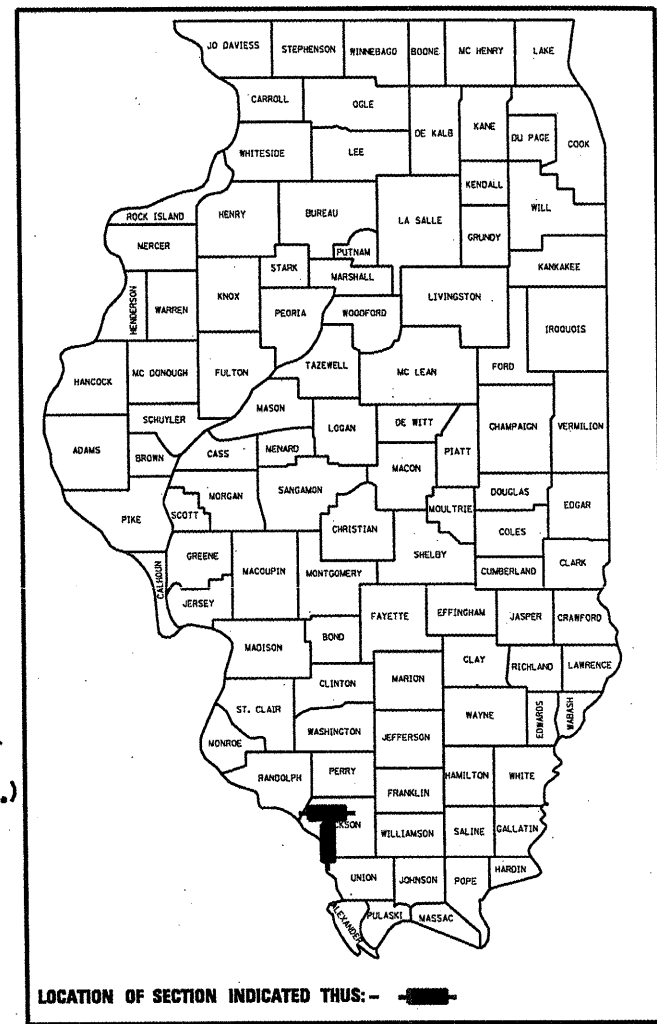 JO DAVIESS STEPHENSON WINNEBAGO BOONE MC HENRY LAKE
CARROLL OGLE DE KALB KANE DU PAGE COOK
WHITESIDE LEE
KENDALL WILL
ROCK ISLAND HENRY BUREAU LA SALLE GRUNDY
MERCER PUTNAM
STARK MARSHALL KANKAKEE
HENDERSON WARREN KNOX PEORIA WOODFORD LIVINGSTON IROQUOIS
HANCOCK MC DONOUGH FULTON TAZEWELL MC LEAN FORD
MASON
SCHUYLER LOGAN DE WITT CHAMPAIGN VERMILION
ADAMS BROWN CASS MENARD PIATT
MACON
MORGAN SANGAMON DOUGLAS
PIKE SCOTT CHRISTIAN MOULTRIE EDGAR
COLES
GREENE SHELBY
CALHOUN MACOUPIN MONTGOMERY CUMBERLAND CLARK
JERSEY FAYETTE EFFINGHAM JASPER CRAWFORD
MADISON BOND
CLAY RICHLAND LAWRENCE
CLINTON MARION
ST. CLAIR WAYNE EDWARDS WABASH
WASHINGTON JEFFERSON
MONROE
RANDOLPH PERRY HAMILTON WHITE
FRANKLIN
.)
CKSON WILLIAMSON SALINE GALLATIN
UNION JOHNSON POPE HARDIN
ALEXANDER PULASKI MASSAC
LOCATION OF SECTION INDICATED THUS: -